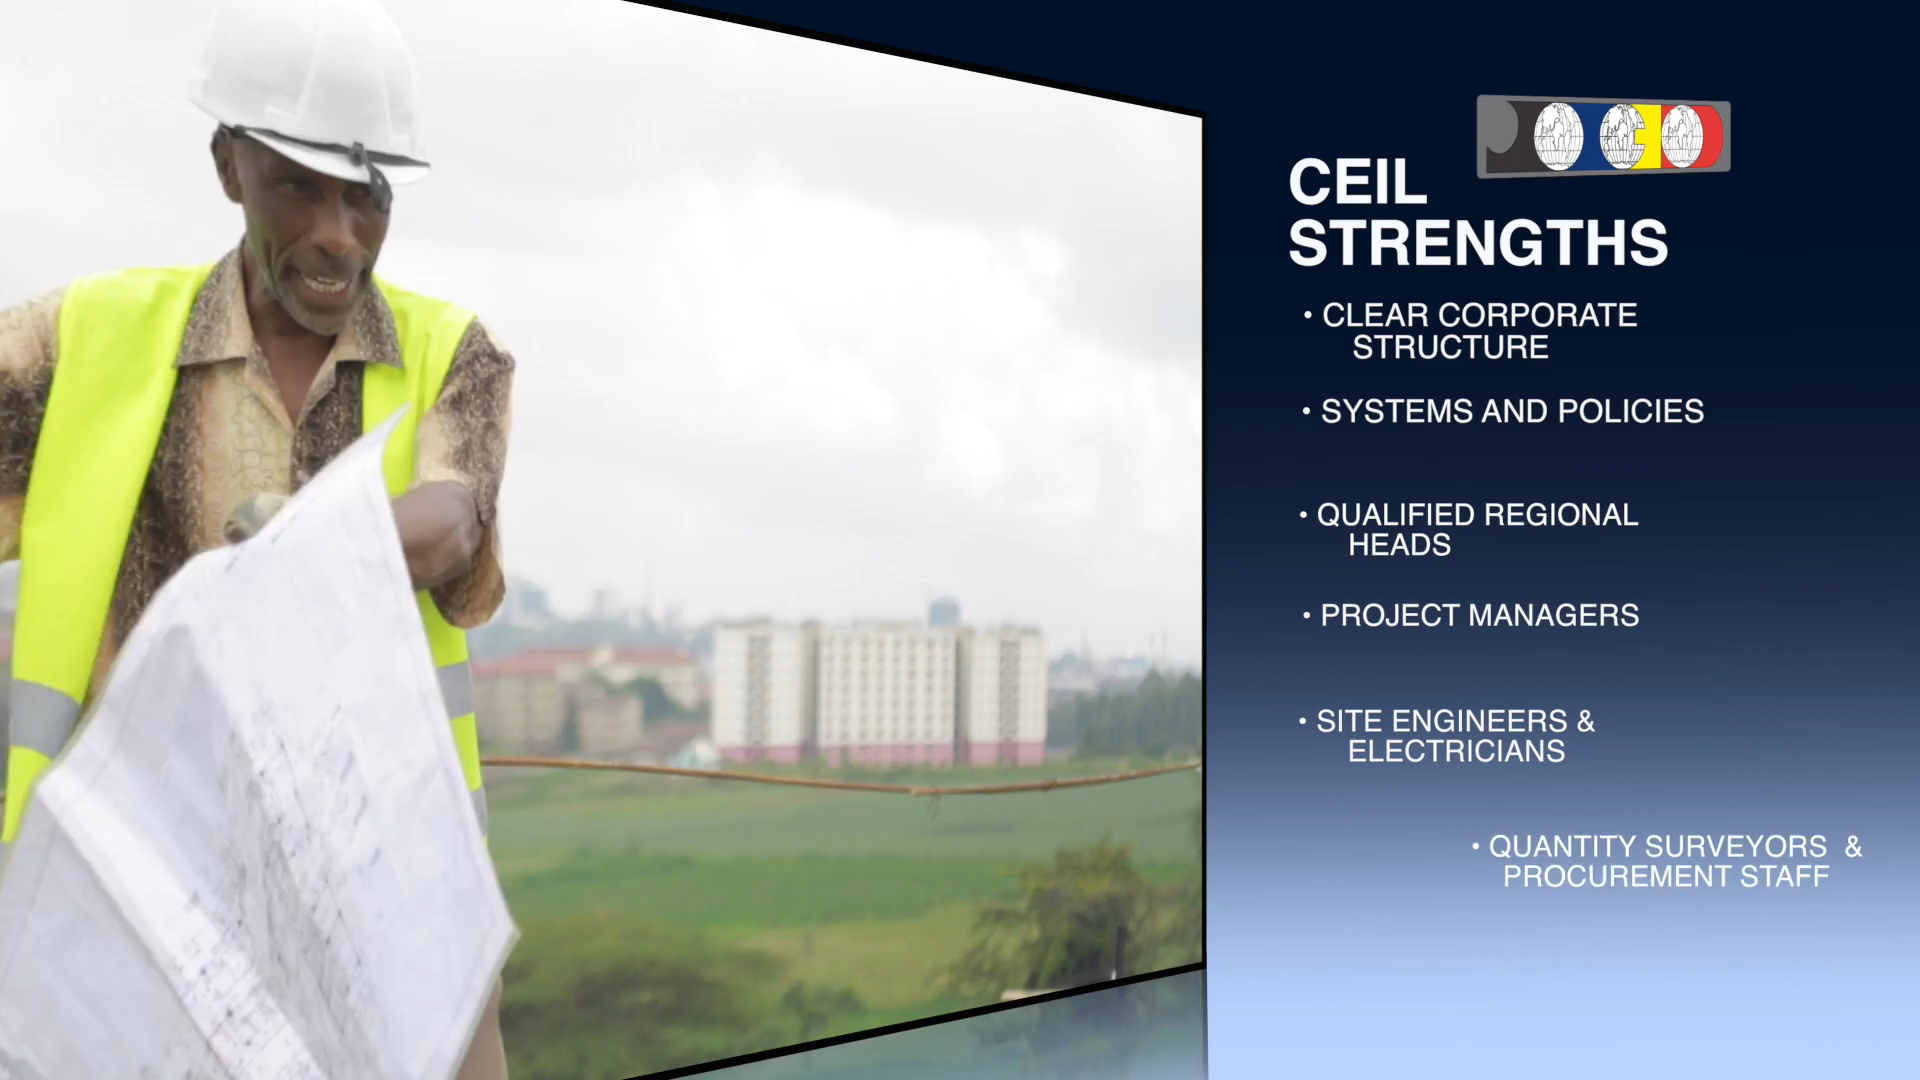 CEIL
STRENGTHS
• CLEAR CORPORATE
STRUCTURE
• SYSTEMS AND POLICIES
• QUALIFIED REGIONAL
HEADS
• PROJECT MANAGERS
• SITE ENGINEERS &
ELECTRICIANS
• QUANTITY SURVEYORS &
PROCUREMENT STAFF